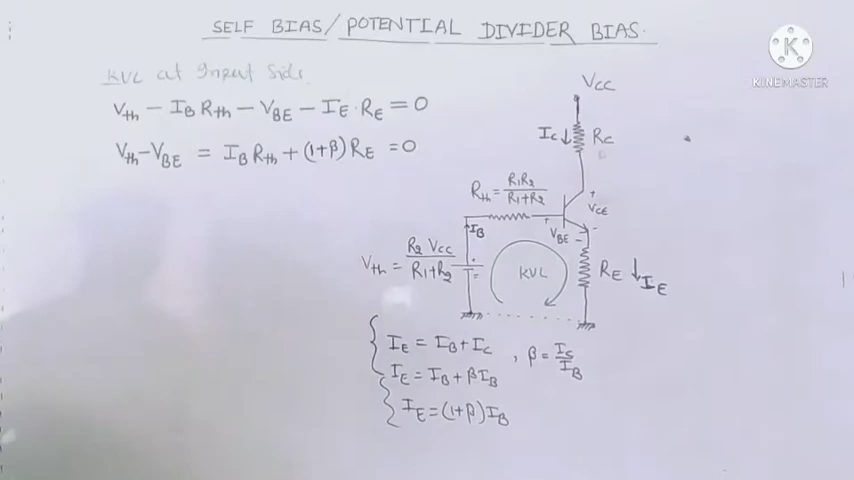 SELF BIAS/POTENTIAL DIVIDER BIAS.
K
KINEMASTER
KVL at Input Side.
Vth - IB Rth - VBE - IE · RE = 0
Vth - VBE = IB Rth + (1+β) RE = 0
VCC
IC ↓ RC
Rth = R1R2 / R1+R2
+
VCE
-
IB
+
VBE -
Vth = R2 VCC / R1+R2
+
-
KVL
RE ↓ IE
IE = IB + IC , β = IC / IB
IE = IB + βIB
IE = (1+β) IB